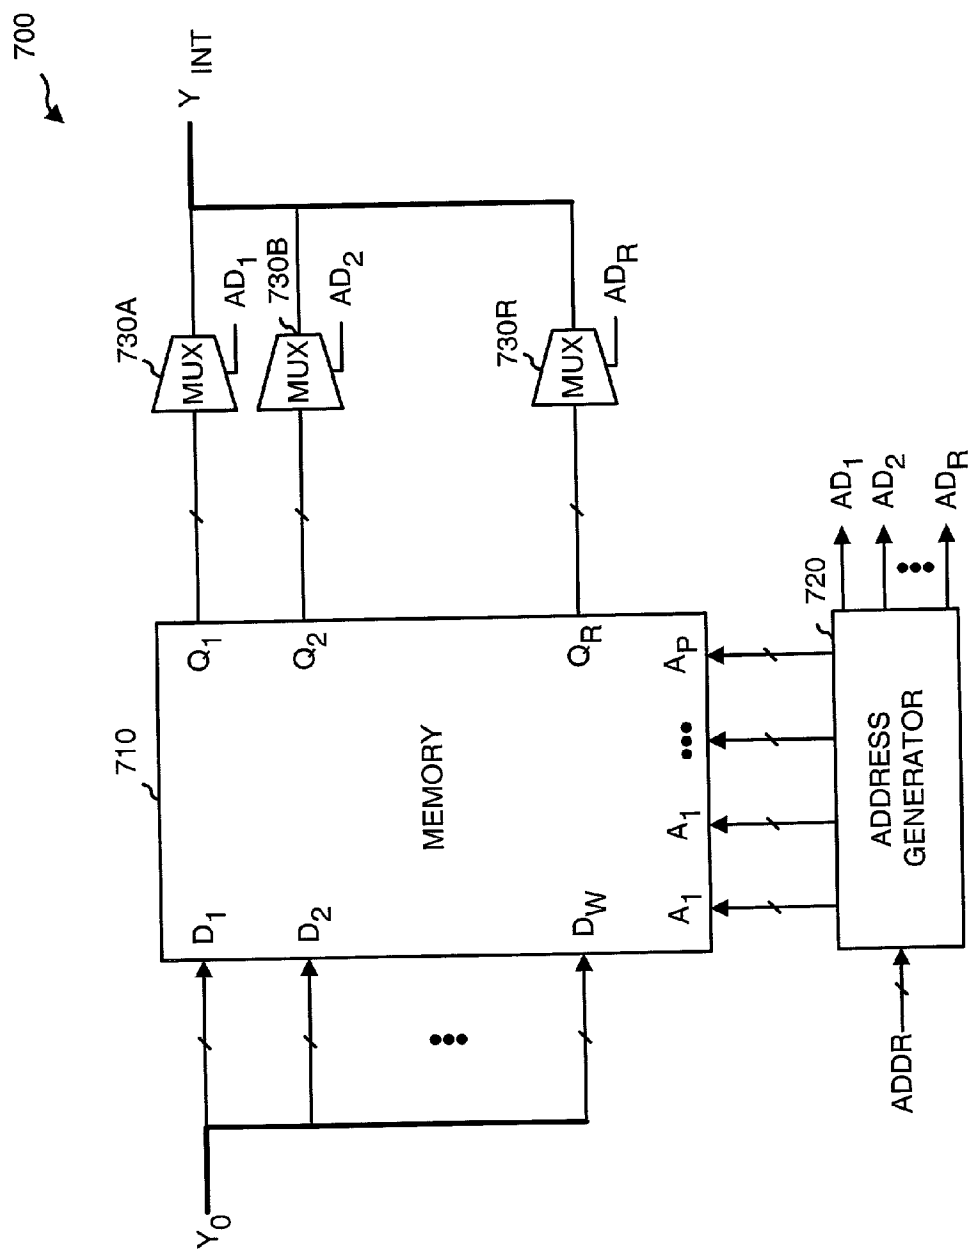 700
Y INT
730A
MUX
AD1
730B
MUX
AD2
730R
MUX
ADR
710
D1
D2
DW
MEMORY
Q1
Q2
QR
A1
A1
•••
AP
•••
Y0
720
ADDRESS
GENERATOR
ADDR
AD1
AD2
•••
ADR